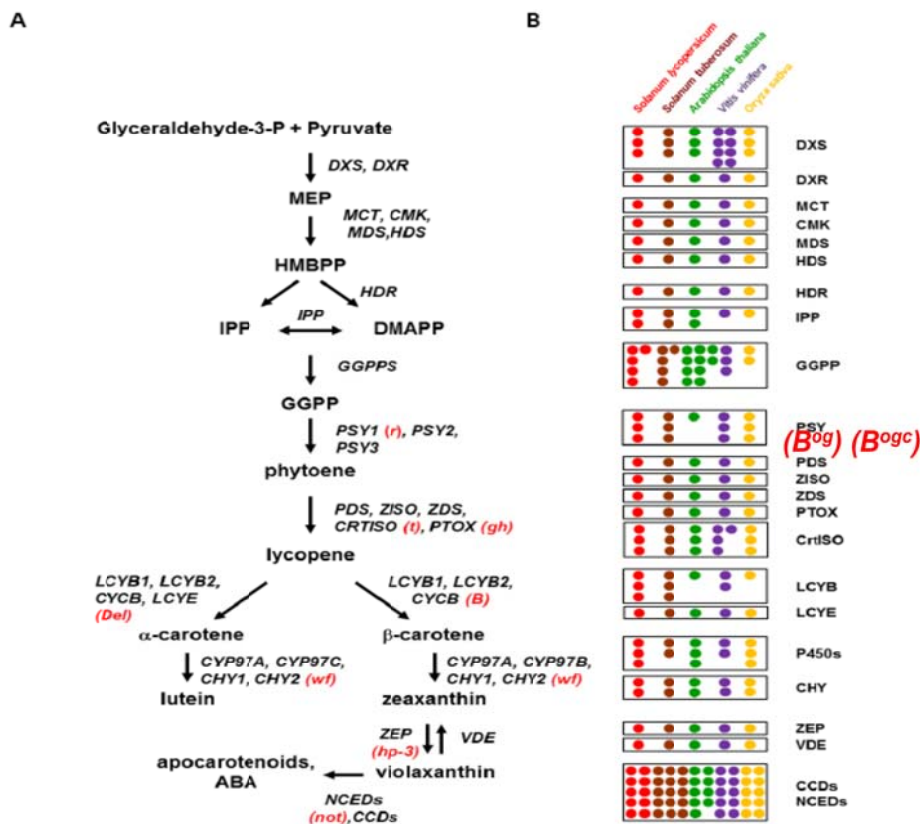 A
B
Solanum lycopersicum
Solanum tuberosum
Arabidopsis thaliana
Vitis vinifera
Oryza sativa
Glyceraldehyde-3-P + Pyruvate
DXS, DXR
MEP
MCT, CMK,
MDS,HDS
HMBPP
HDR
IPP
IPP
DMAPP
GGPPS
GGPP
PSY1 (r), PSY2,
PSY3
phytoene
PDS, ZISO, ZDS,
CRTISO (t), PTOX (gh)
lycopene
LCYB1, LCYB2,
CYCB, LCYE
(Del)
LCYB1, LCYB2,
CYCB (B)
α-carotene
β-carotene
CYP97A, CYP97C,
CHY1, CHY2 (wf)
CYP97A, CYP97B,
CHY1, CHY2 (wf)
lutein
zeaxanthin
ZEP
(hp-3)
VDE
apocarotenoids,
ABA
violaxanthin
NCEDs
(not),CCDs
DXS
DXR
MCT
CMK
MDS
HDS
HDR
IPP
GGPP
PSY
(B^og) (B^ogc)
PDS
ZISO
ZDS
PTOX
CrtISO
LCYB
LCYE
P450s
CHY
ZEP
VDE
CCDs
NCEDs